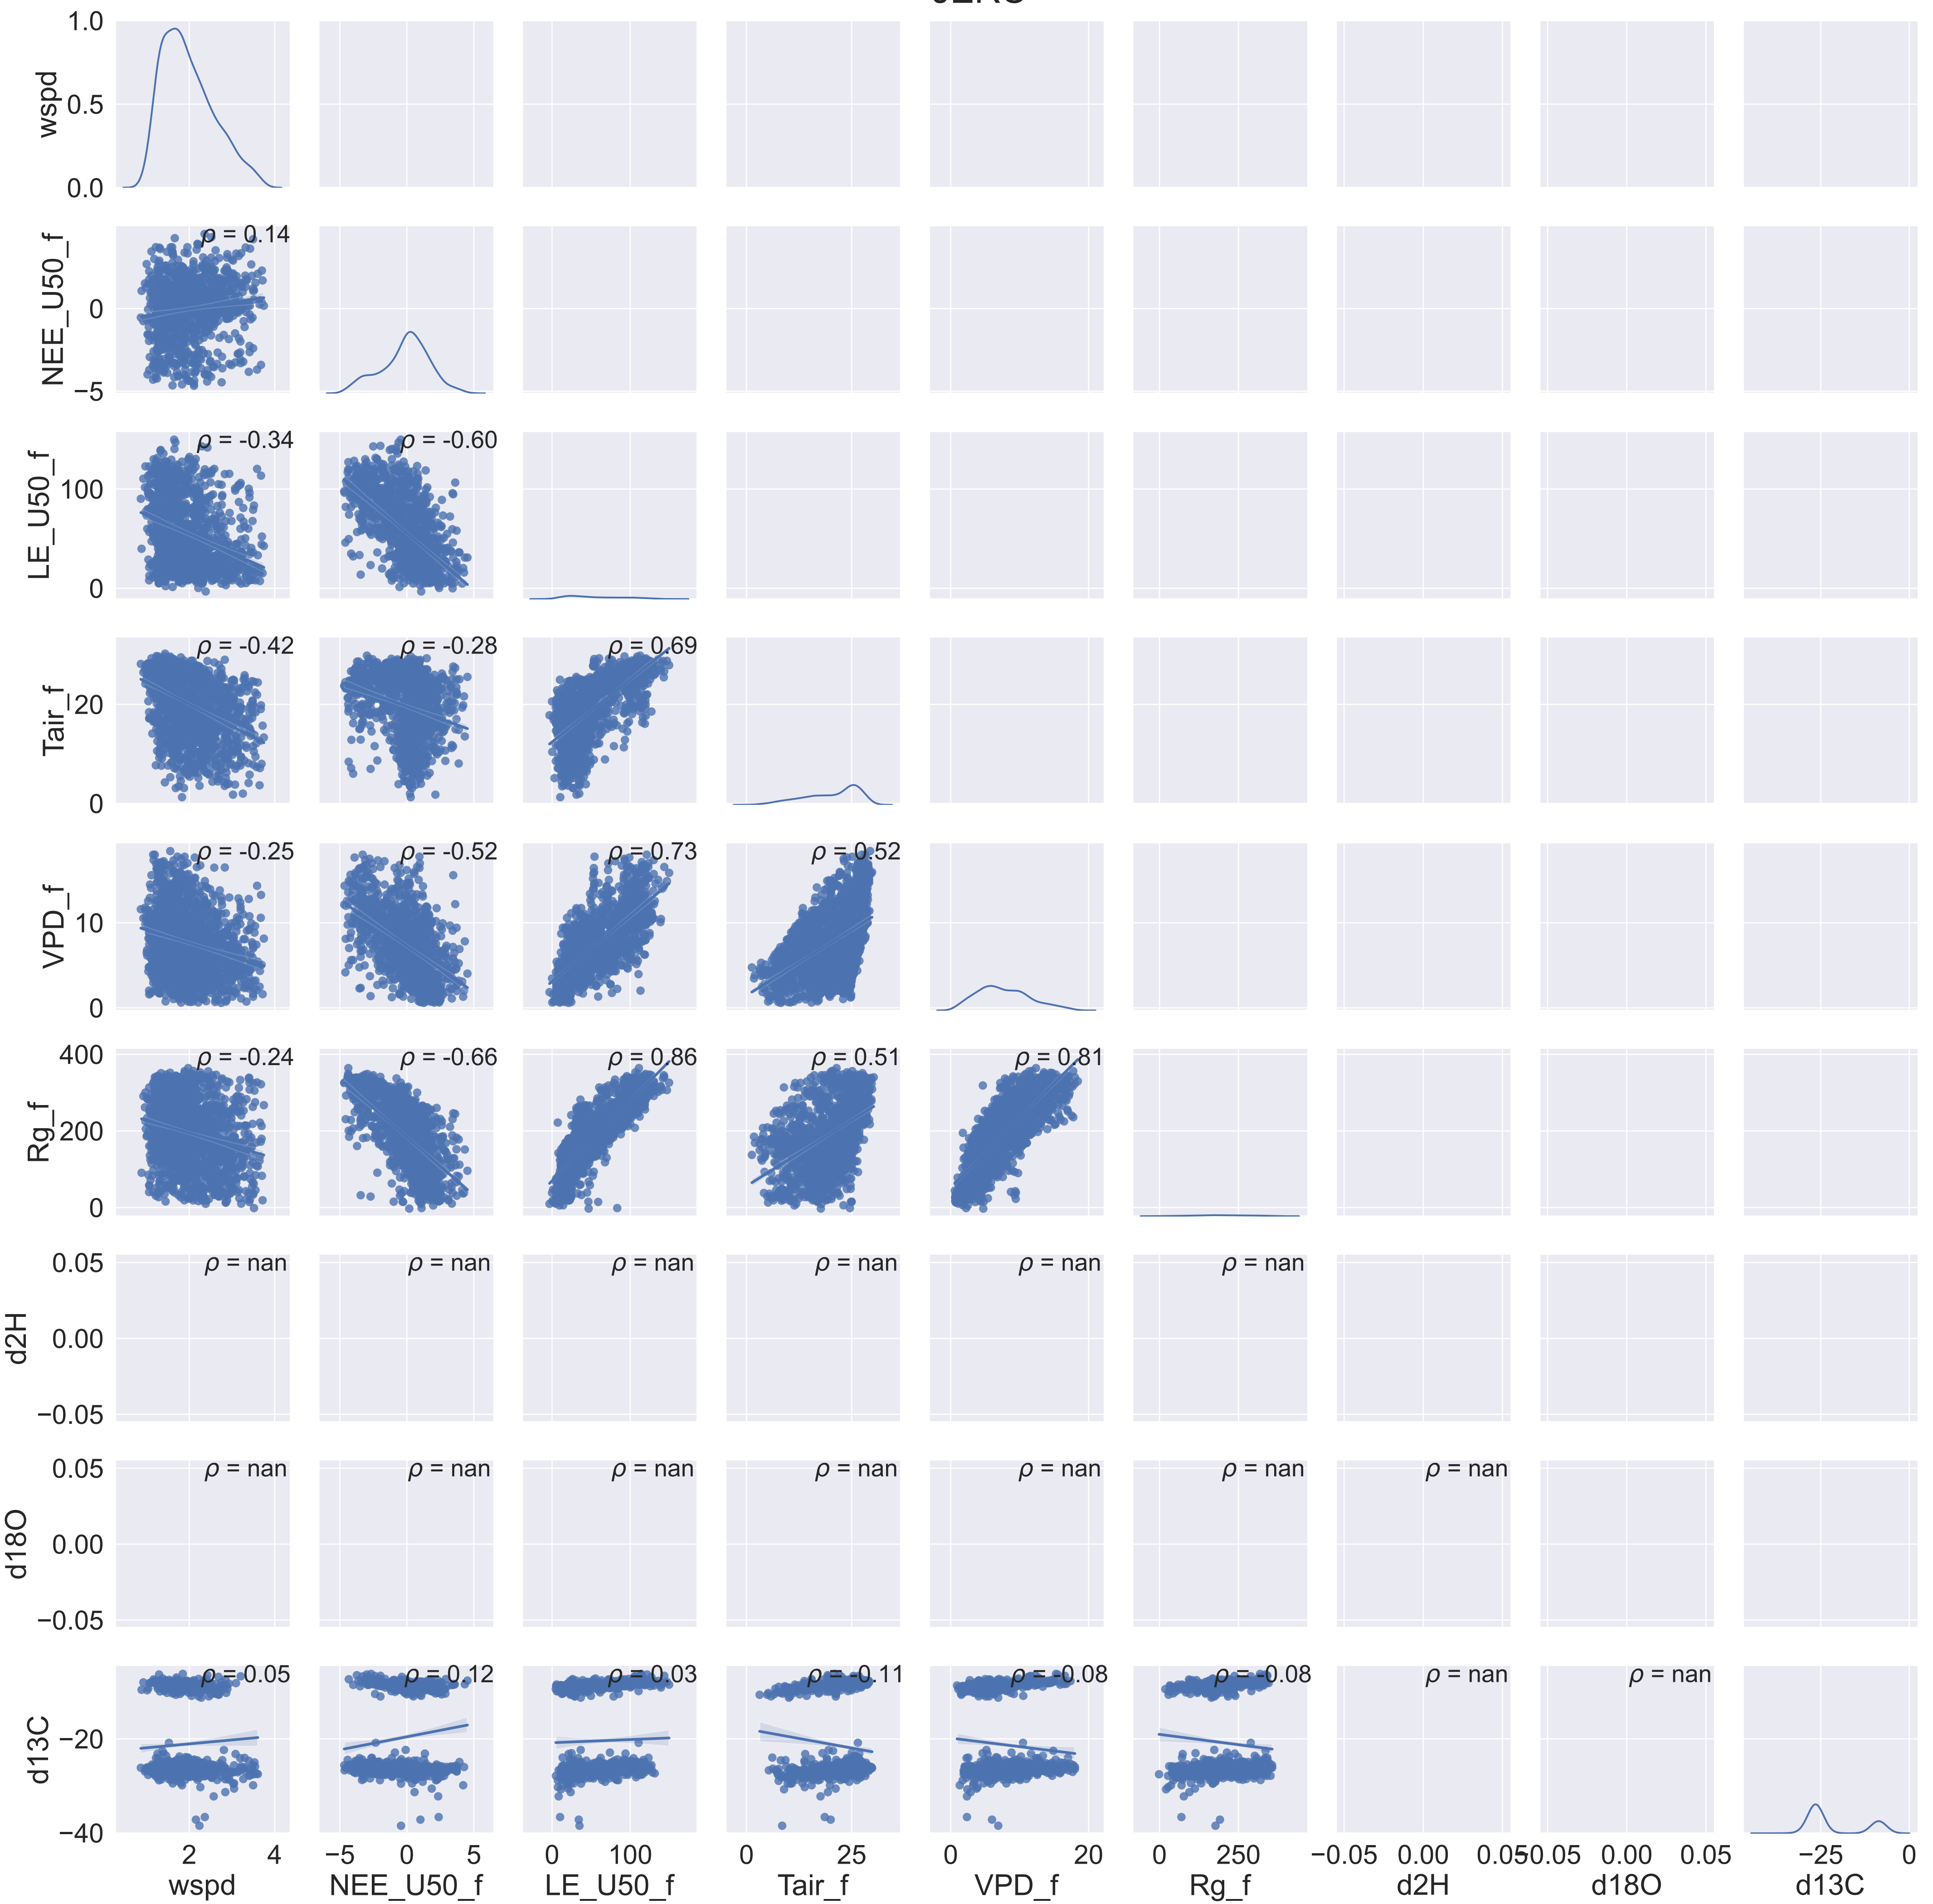 1.0
0.5
0.0
wspd
ρ = 0.14
0
−5
NEE_U50_f
ρ = -0.34 ρ = -0.60
100
0
LE_U50_f
ρ = -0.42 ρ = -0.28 ρ = 0.69
20
0
Tair_f
ρ = -0.25 ρ = -0.52 ρ = 0.73 ρ = 0.52
10
0
VPD_f
ρ = -0.24 ρ = -0.66 ρ = 0.86 ρ = 0.51 ρ = 0.81
400
200
0
Rg_f
ρ = nan ρ = nan ρ = nan ρ = nan ρ = nan ρ = nan
0.05
0.00
−0.05
d2H
ρ = nan ρ = nan ρ = nan ρ = nan ρ = nan ρ = nan ρ = nan
0.05
0.00
−0.05
d18O
ρ = 0.05 ρ = 0.12 ρ = 0.03 ρ = -0.11 ρ = -0.08 ρ = -0.08 ρ = nan ρ = nan
−20
−40
d13C
2 4 −5 0 5 0 100 0 25 0 20 0 250 −0.05 0.00 0.05 −0.05 0.00 0.05 −25 0
wspd NEE_U50_f LE_U50_f Tair_f VPD_f Rg_f d2H d18O d13C